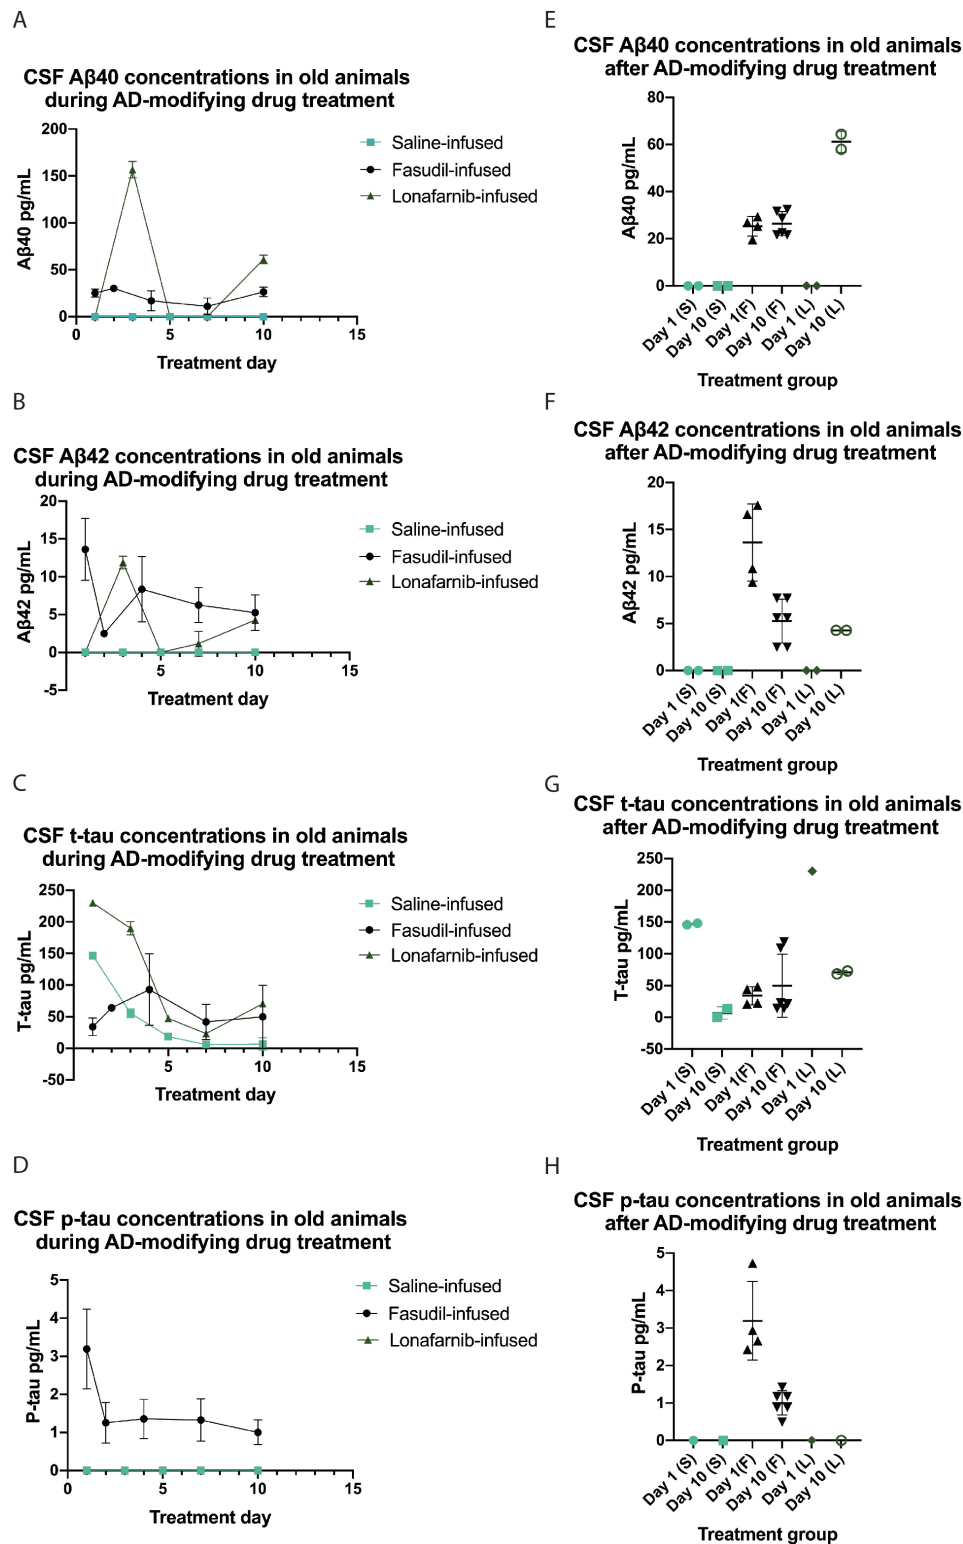 A
CSF Aβ40 concentrations in old animals
during AD-modifying drug treatment
200
150
100
50
0
0
5
10
15
Aβ40 pg/mL
Treatment day
Saline-infused
Fasudil-infused
Lonafarnib-infused
E
CSF Aβ40 concentrations in old animals
after AD-modifying drug treatment
80
60
40
20
0
Aβ40 pg/mL
Day 1 (S)
Day 10 (S)
Day 1(F)
Day 10 (F)
Day 1 (L)
Day 10 (L)
Treatment group
B
CSF Aβ42 concentrations in old animals
during AD-modifying drug treatment
20
15
10
5
0
-5
5
10
15
Aβ42 pg/mL
Treatment day
Saline-infused
Fasudil-infused
Lonafarnib-infused
F
CSF Aβ42 concentrations in old animals
after AD-modifying drug treatment
20
15
10
5
0
Aβ42 pg/mL
Day 1 (S)
Day 10 (S)
Day 1(F)
Day 10 (F)
Day 1 (L)
Day 10 (L)
Treatment group
C
CSF t-tau concentrations in old animals
during AD-modifying drug treatment
250
200
150
100
50
0
-50
5
10
15
T-tau pg/mL
Treatment day
Saline-infused
Fasudil-infused
Lonafarnib-infused
G
CSF t-tau concentrations in old animals
after AD-modifying drug treatment
250
200
150
100
50
0
-50
T-tau pg/mL
Day 1 (S)
Day 10 (S)
Day 1(F)
Day 10 (F)
Day 1 (L)
Day 10 (L)
Treatment group
D
CSF p-tau concentrations in old animals
during AD-modifying drug treatment
5
4
3
2
1
0
0
5
10
15
P-tau pg/mL
Treatment day
Saline-infused
Fasudil-infused
Lonafarnib-infused
H
CSF p-tau concentrations in old animals
after AD-modifying drug treatment
5
4
3
2
1
0
P-tau pg/mL
Day 1 (S)
Day 10 (S)
Day 1(F)
Day 10 (F)
Day 1 (L)
Day 10 (L)
Treatment group